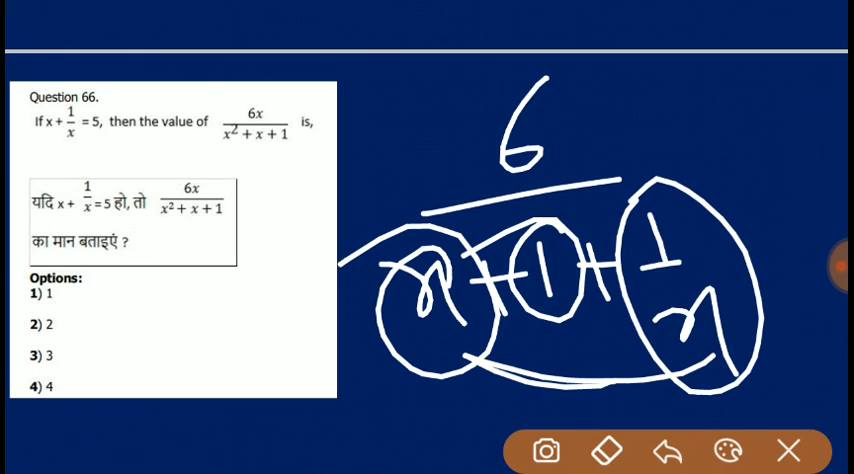 Question 66.
If x + 1/x = 5, then the value of 6x/(x² + x + 1) is,
यदि x + 1/x = 5 हो, तो 6x/(x² + x + 1)
का मान बताइएं ?
Options:
1) 1
2) 2
3) 3
4) 4
6
x + 1 + 1/x